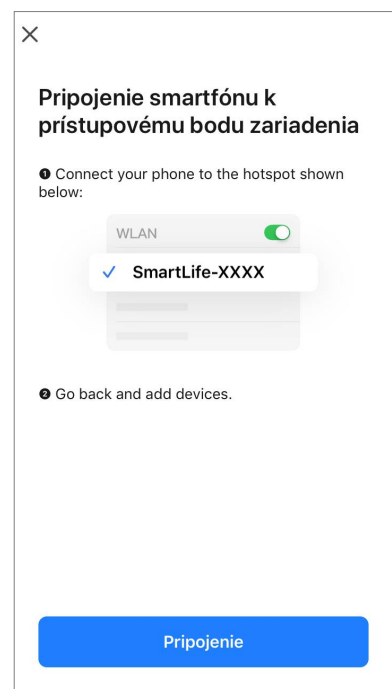 Pripojenie smartfónu k
prístupovému bodu zariadenia
❶ Connect your phone to the hotspot shown
below:
WLAN
SmartLife-XXXX
❷ Go back and add devices.
Pripojenie